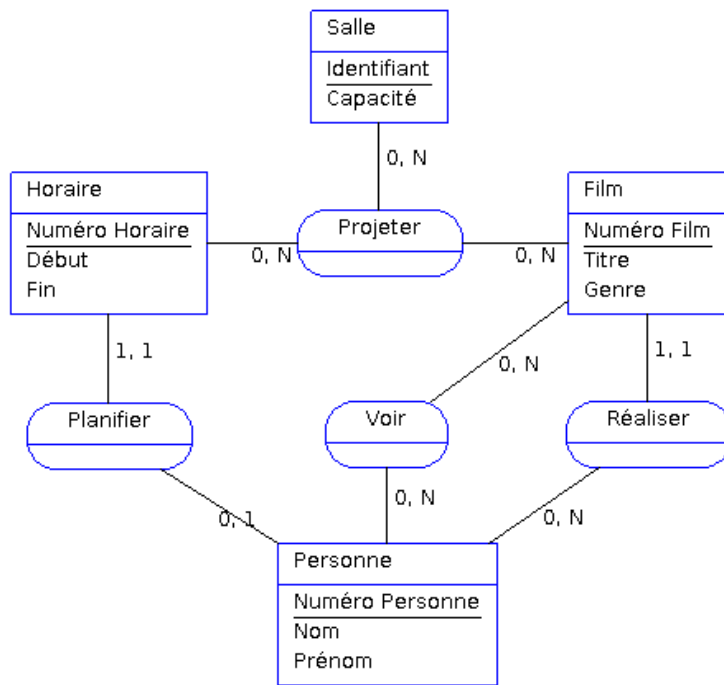 Salle
Identifiant
Capacité
0, N
Horaire
Numéro Horaire
Début
Fin
Projeter
0, N
0, N
Film
Numéro Film
Titre
Genre
1, 1
0, N
1, 1
Planifier
Voir
Réaliser
0, 1
0, N
0, N
Personne
Numéro Personne
Nom
Prénom